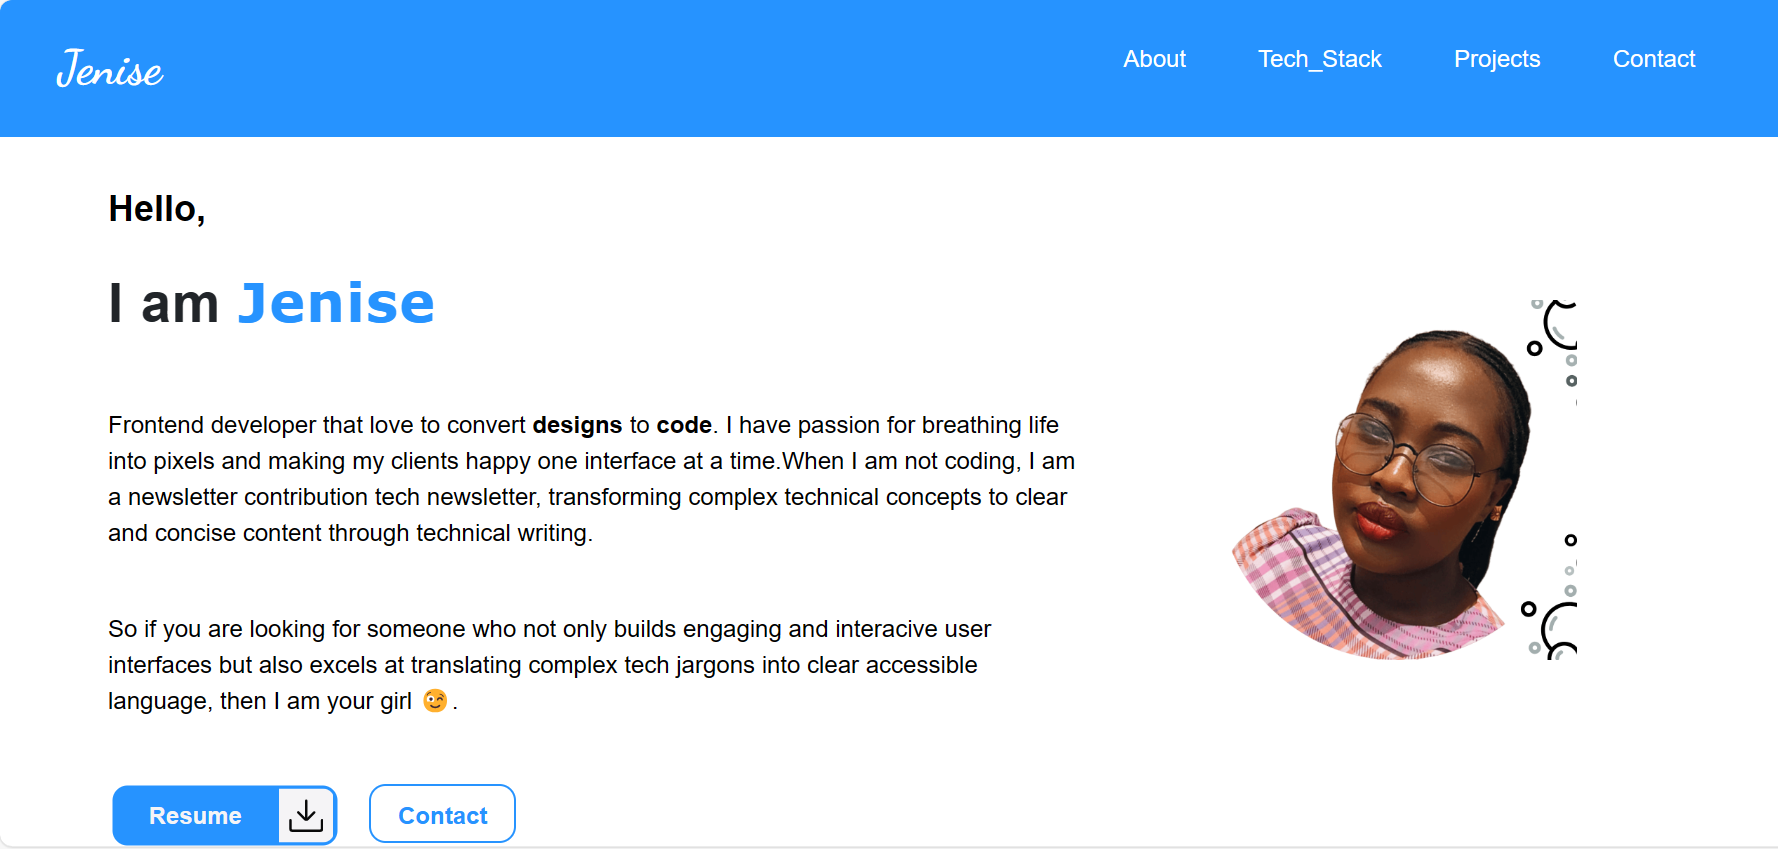 Jenise
About Tech_Stack Projects Contact
Hello,
I am Jenise
Frontend developer that love to convert designs to code. I have passion for breathing life
into pixels and making my clients happy one interface at a time.When I am not coding, I am
a newsletter contribution tech newsletter, transforming complex technical concepts to clear
and concise content through technical writing.
So if you are looking for someone who not only builds engaging and interacive user
interfaces but also excels at translating complex tech jargons into clear accessible
language, then I am your girl 😉.
Resume Contact